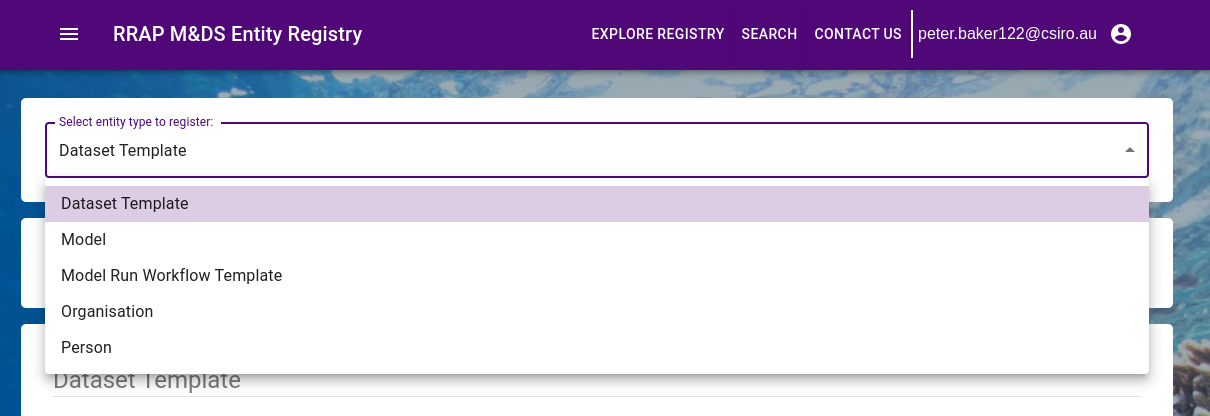 RRAP M&DS Entity Registry
EXPLORE REGISTRY SEARCH CONTACT US peter.baker122@csiro.au
Select entity type to register:
Dataset Template
Dataset Template
Model
Model Run Workflow Template
Organisation
Person
Dataset Template